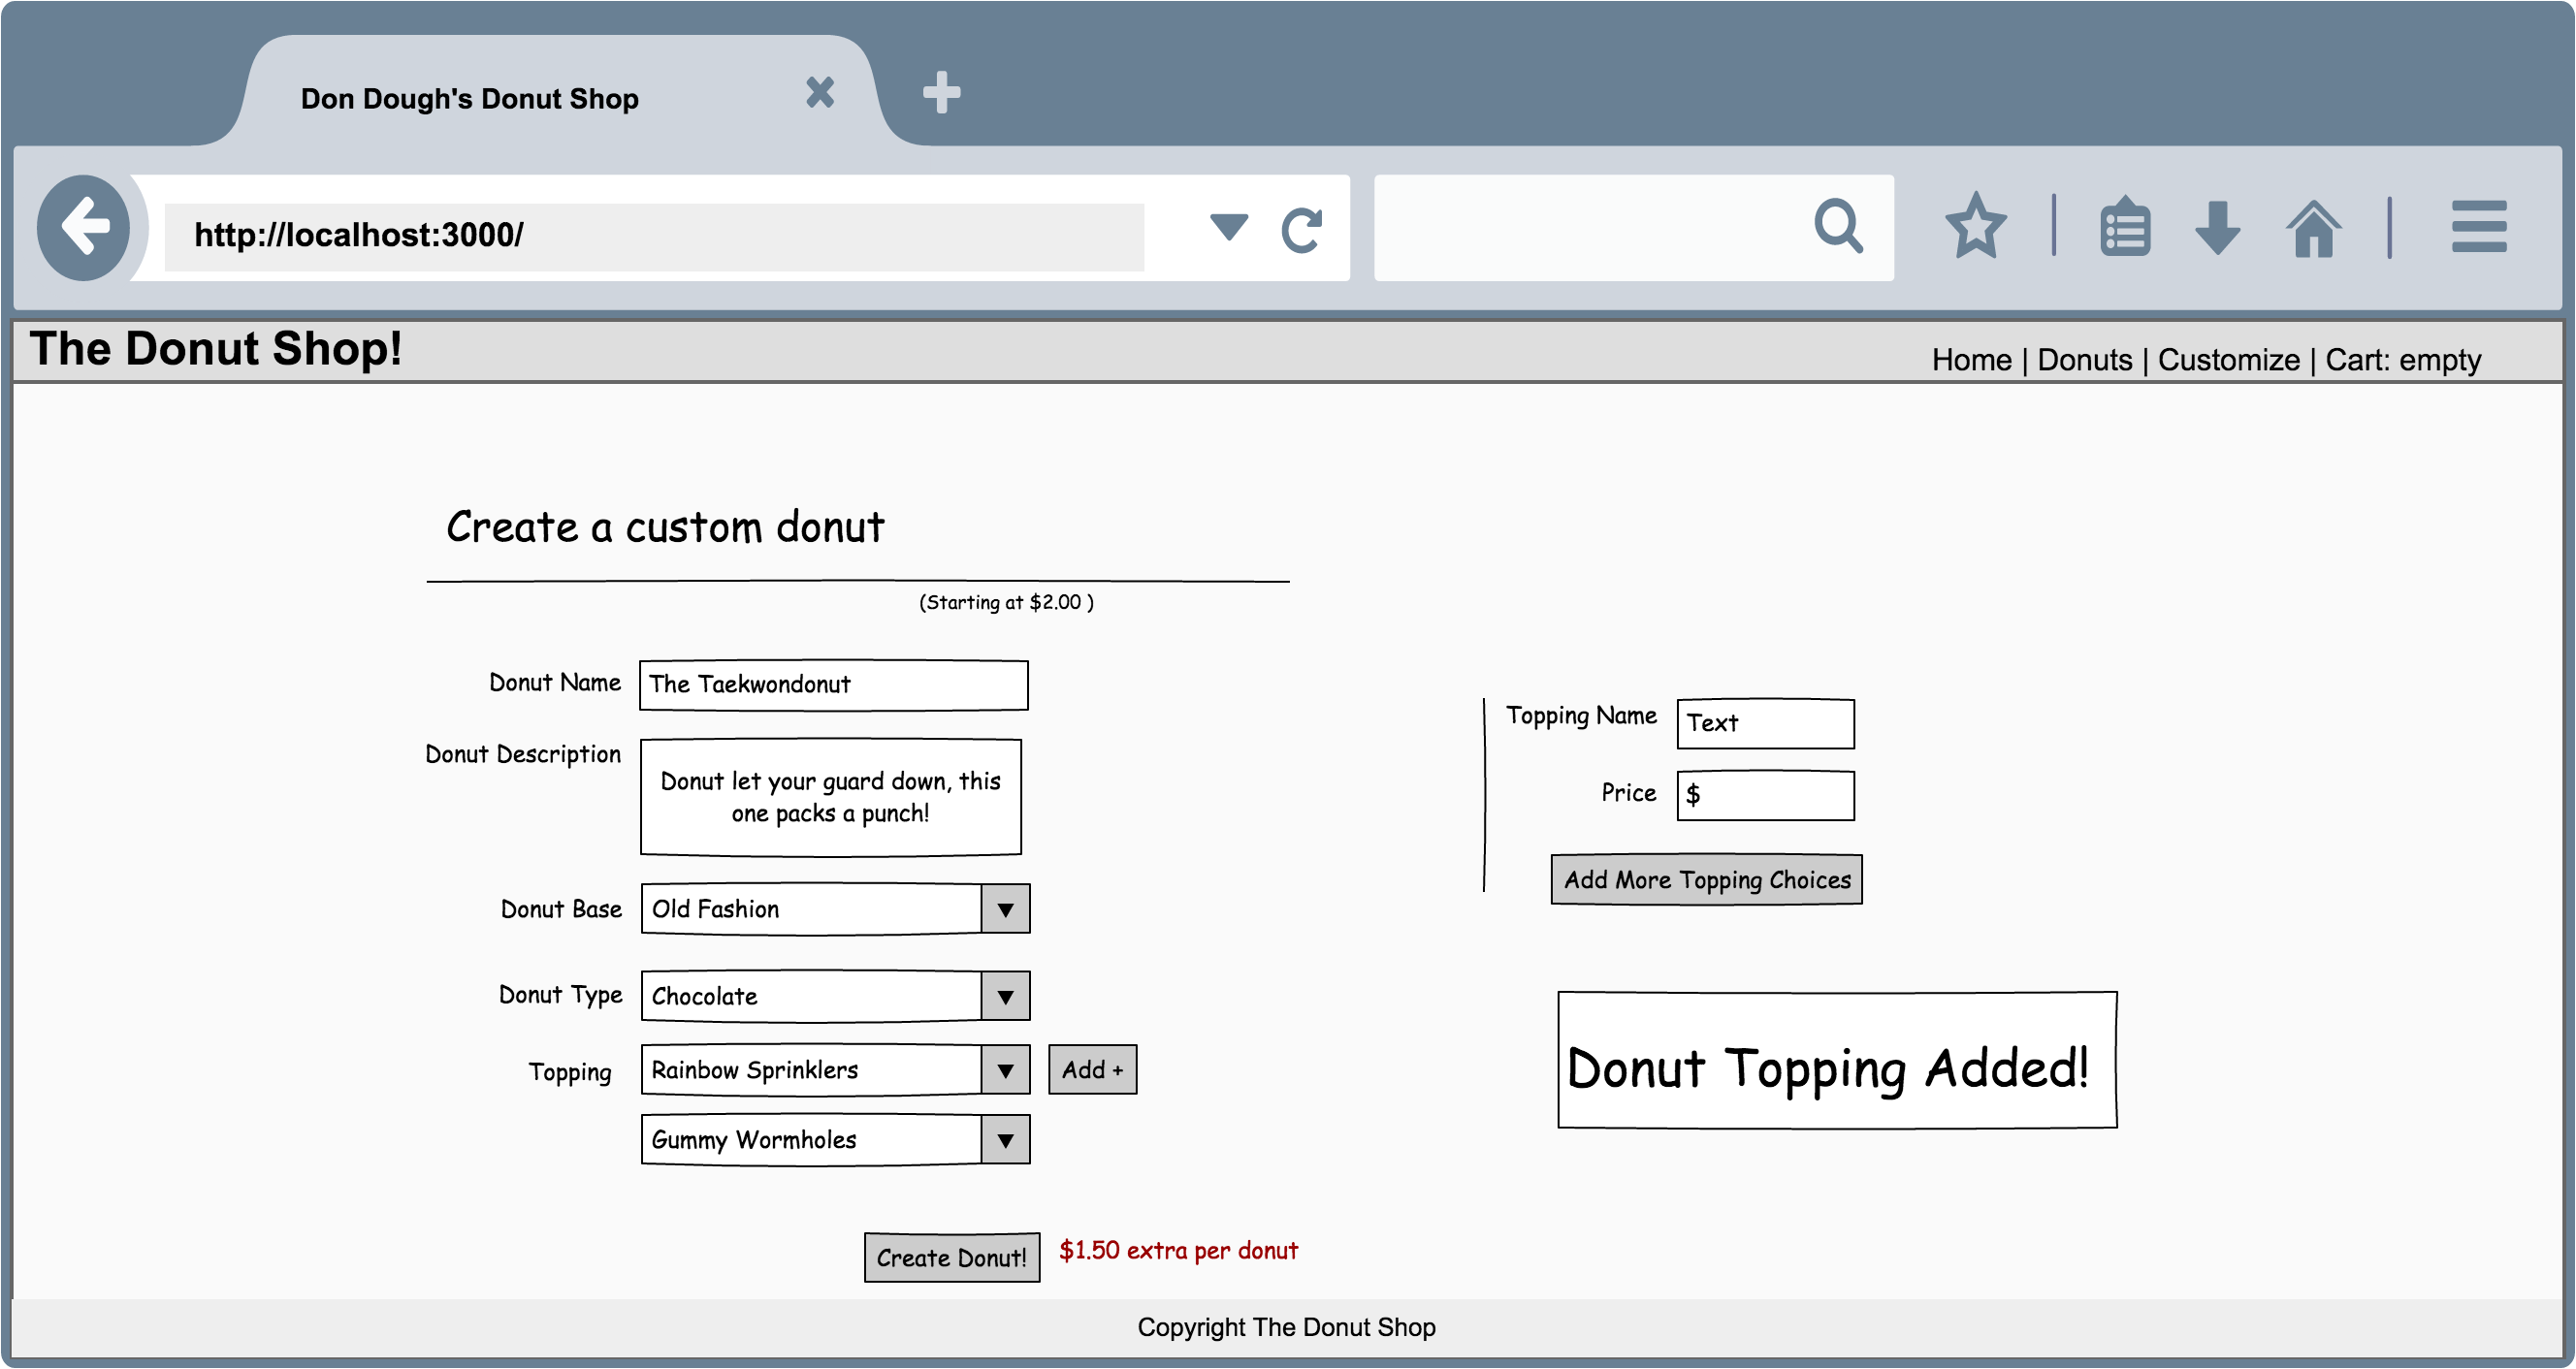 Don Dough's Donut Shop
http://localhost:3000/
The Donut Shop!
Home | Donuts | Customize | Cart: empty
Create a custom donut
(Starting at $2.00 )
Donut Name
The Taekwondonut
Donut Description
Donut let your guard down, this
one packs a punch!
Donut Base
Old Fashion
Donut Type
Chocolate
Topping
Rainbow Sprinklers
Add +
Gummy Wormholes
Create Donut!
$1.50 extra per donut
Topping Name
Text
Price
$
Add More Topping Choices
Donut Topping Added!
Copyright The Donut Shop